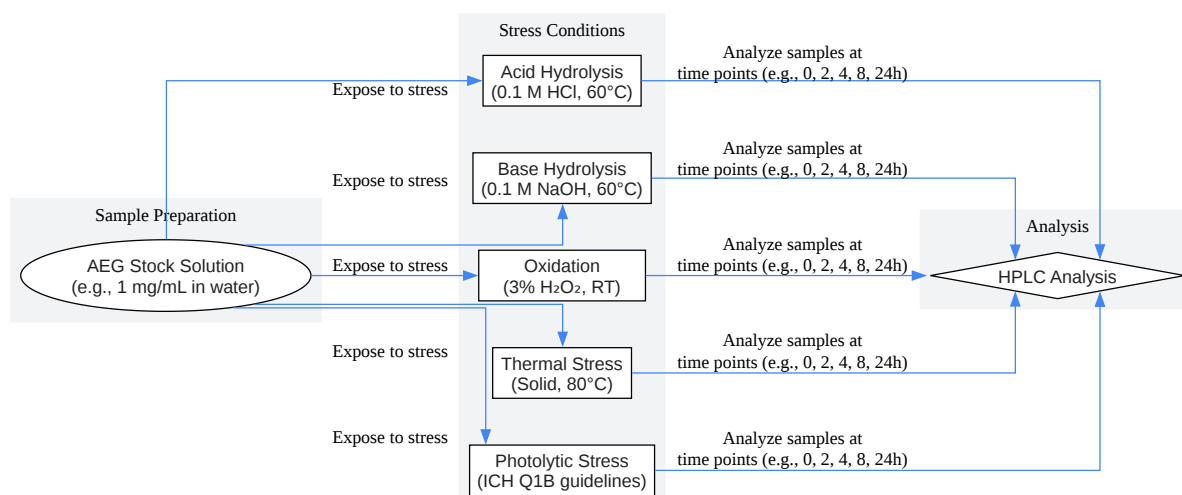 Stress Conditions
Analyze samples at
time points (e.g., 0, 2, 4, 8, 24h)
Acid Hydrolysis
(0.1 M HCl, 60°C)
Expose to stress
Analyze samples at
time points (e.g., 0, 2, 4, 8, 24h)
Base Hydrolysis
(0.1 M NaOH, 60°C)
Expose to stress
Sample Preparation
Analysis
AEG Stock Solution
(e.g., 1 mg/mL in water)
Expose to stress
Oxidation
(3% H₂O₂, RT)
Analyze samples at
time points (e.g., 0, 2, 4, 8, 24h)
HPLC Analysis
Expose to stress
Thermal Stress
(Solid, 80°C)
Analyze samples at
time points (e.g., 0, 2, 4, 8, 24h)
Expose to stress
Photolytic Stress
(ICH Q1B guidelines)
Analyze samples at
time points (e.g., 0, 2, 4, 8, 24h)